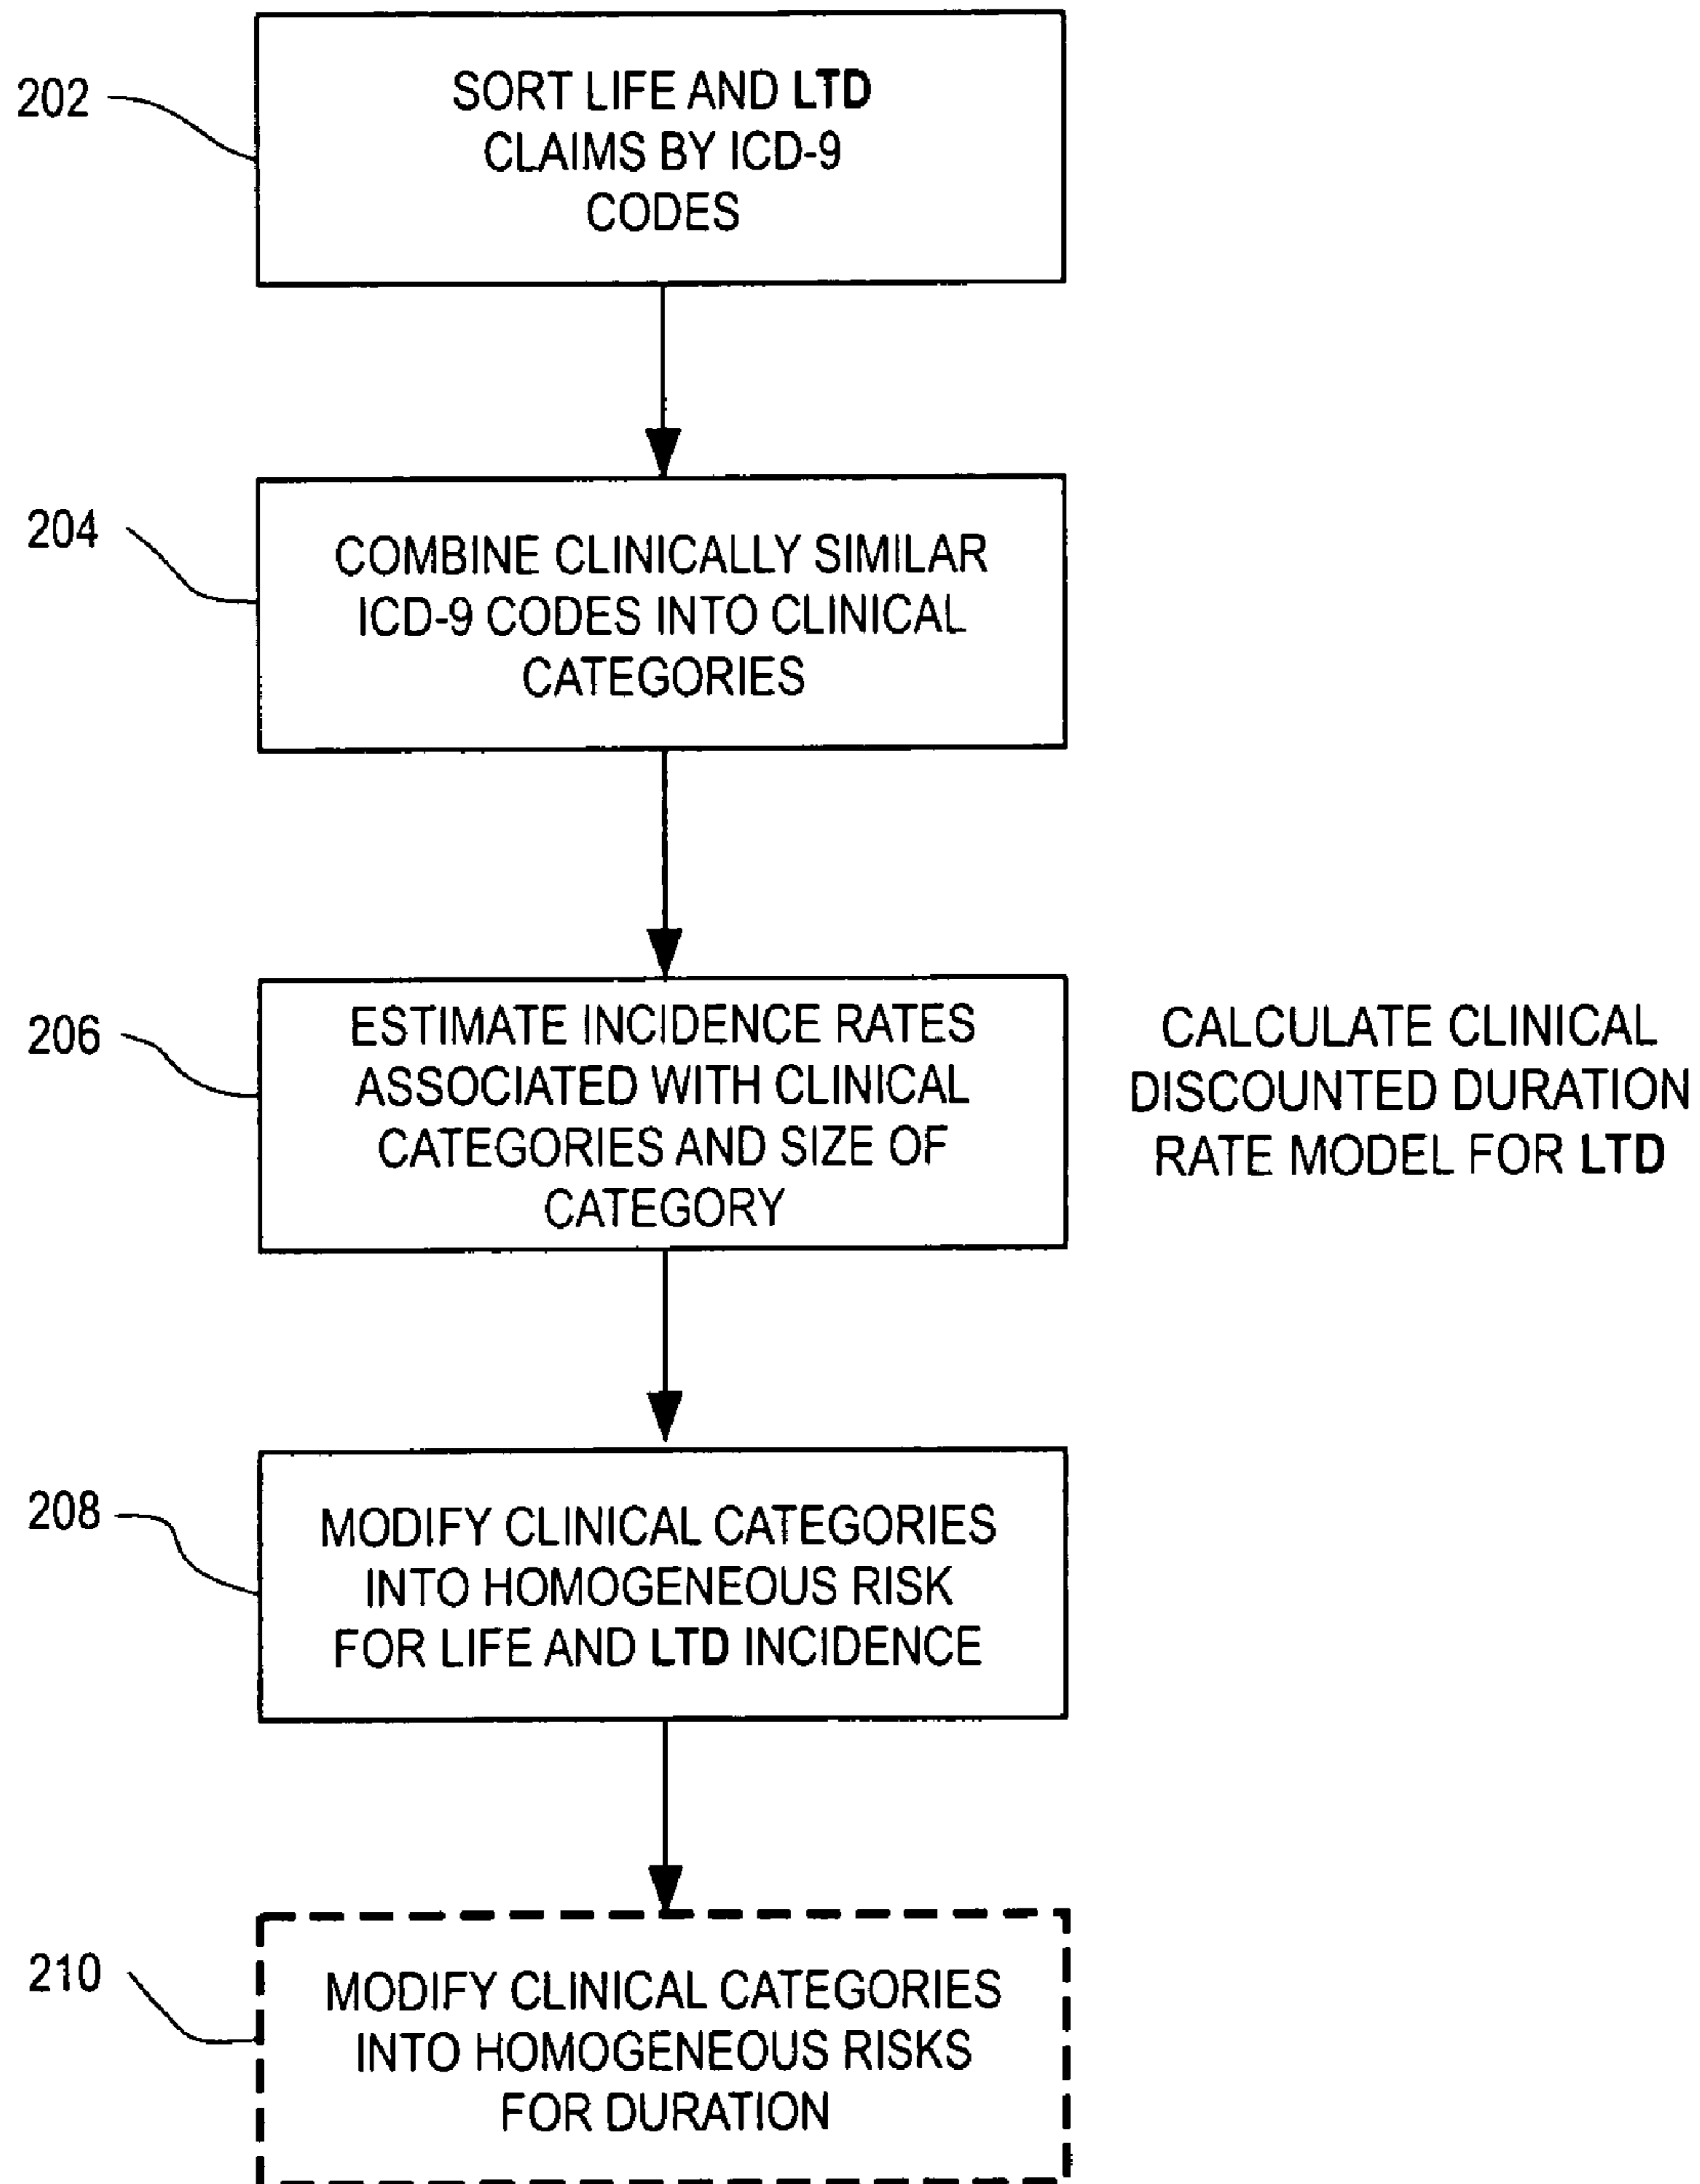 202
SORT LIFE AND LTD
CLAIMS BY ICD-9
CODES
204
COMBINE CLINICALLY SIMILAR
ICD-9 CODES INTO CLINICAL
CATEGORIES
206
ESTIMATE INCIDENCE RATES
ASSOCIATED WITH CLINICAL
CATEGORIES AND SIZE OF
CATEGORY
CALCULATE CLINICAL
DISCOUNTED DURATION
RATE MODEL FOR LTD
208
MODIFY CLINICAL CATEGORIES
INTO HOMOGENEOUS RISK
FOR LIFE AND LTD INCIDENCE
210
MODIFY CLINICAL CATEGORIES
INTO HOMOGENEOUS RISKS
FOR DURATION